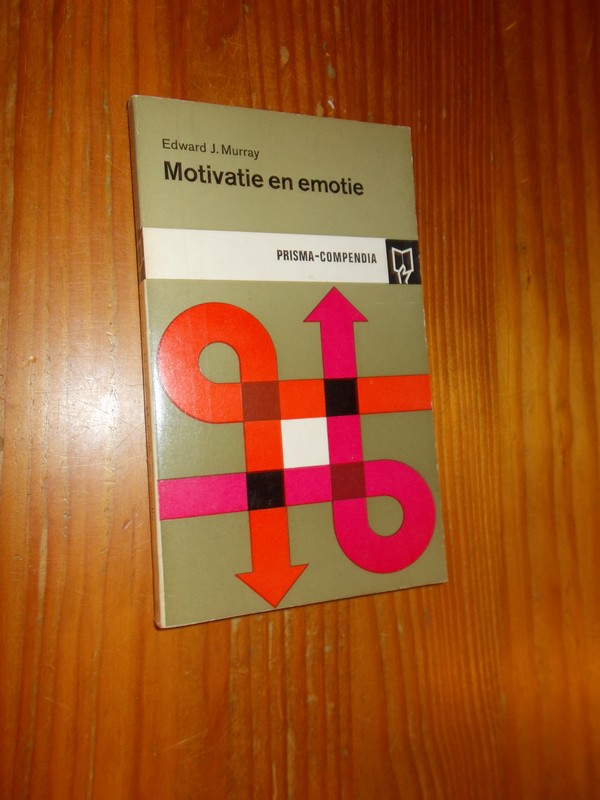 Edward J. Murray
Motivatie en emotie
PRISMA-COMPENDIA